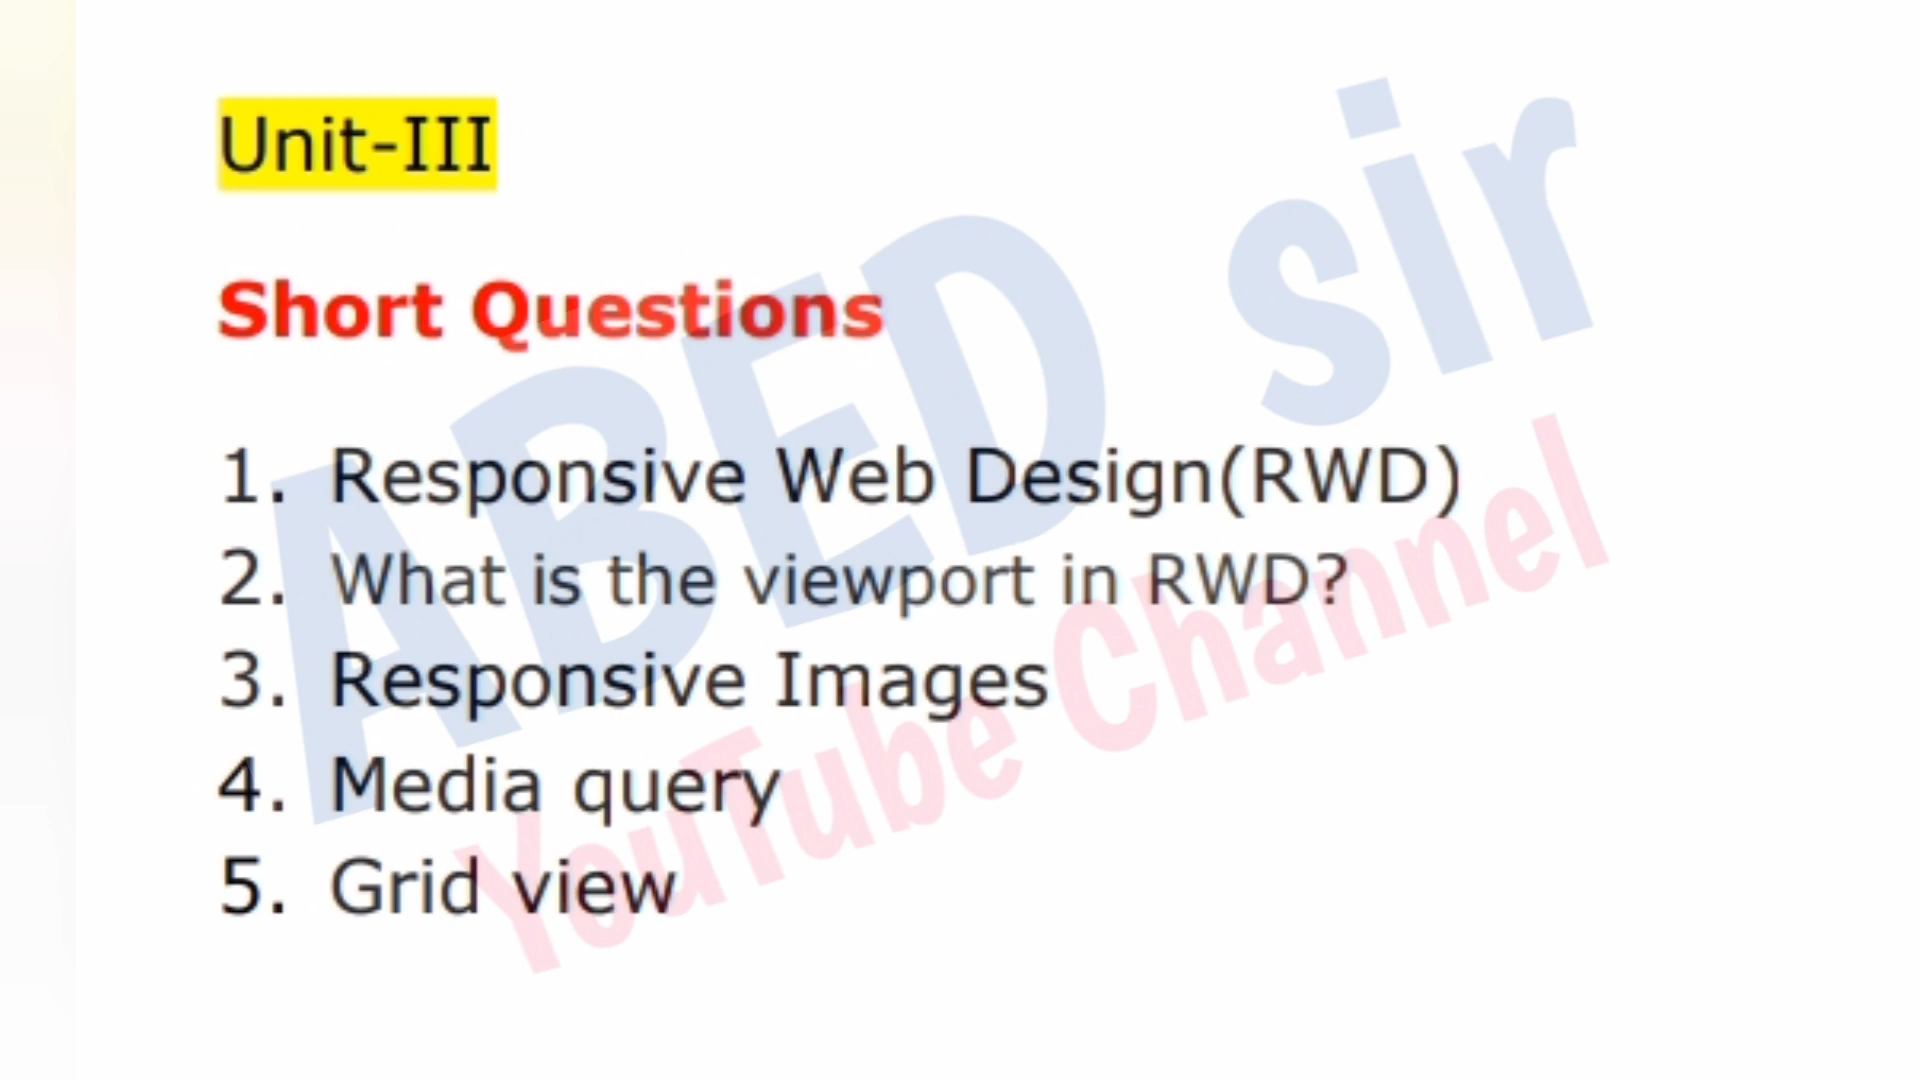 Unit-III
Short Questions
1. Responsive Web Design(RWD)
2. What is the viewport in RWD?
3. Responsive Images
4. Media query
5. Grid view
ABED sir
YouTube Channel